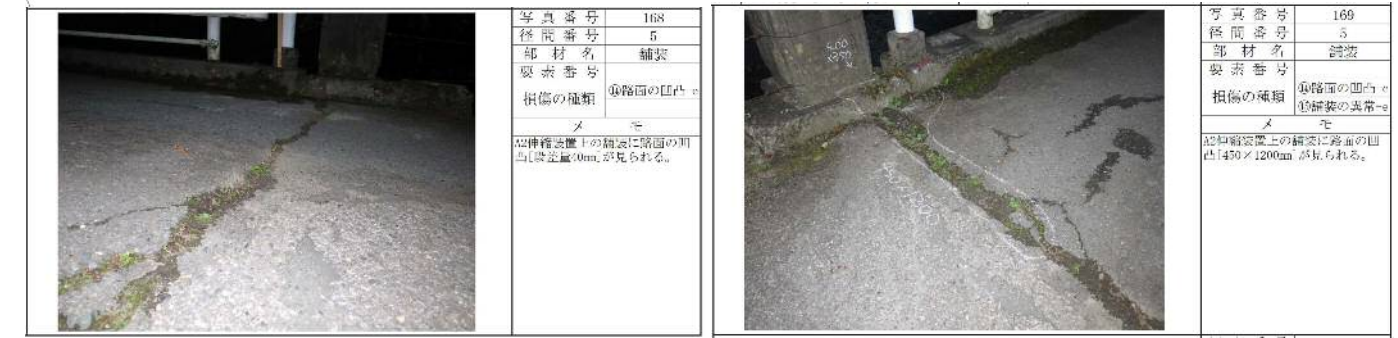 写真番号 168
径間番号 5
部材名 舗装
要素番号
損傷の種類 ⑭路面の凹凸-e
メモ
A2伸縮装置上の舗装に路面の凹
凸[段差量40mm]が見られる。
写真番号 169
径間番号 5
部材名 舗装
要素番号
損傷の種類 ⑭路面の凹凸-e
⑮舗装の異常-e
メモ
A2伸縮装置上の舗装に路面の凹
凸[450×1200mm]が見られる。